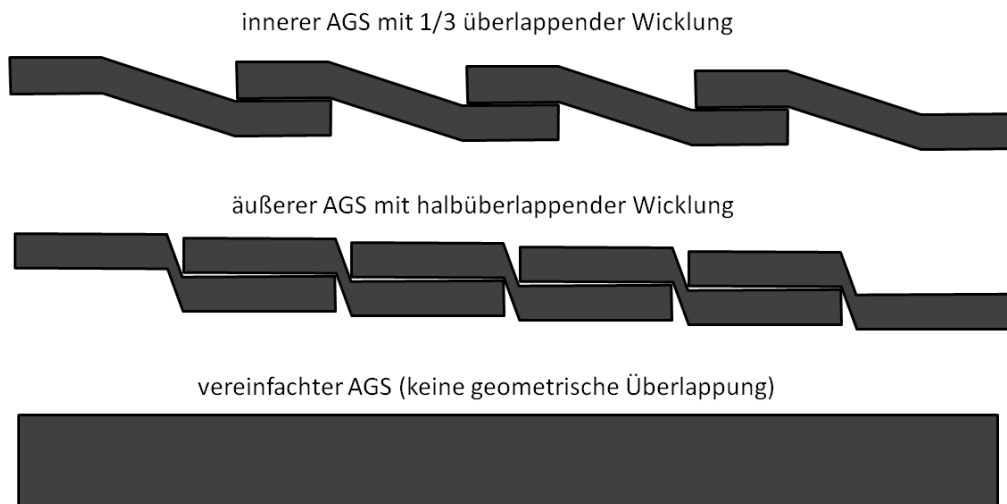 innerer AGS mit 1/3 überlappender Wicklung
äußerer AGS mit halbüberlappender Wicklung
vereinfachter AGS (keine geometrische Überlappung)